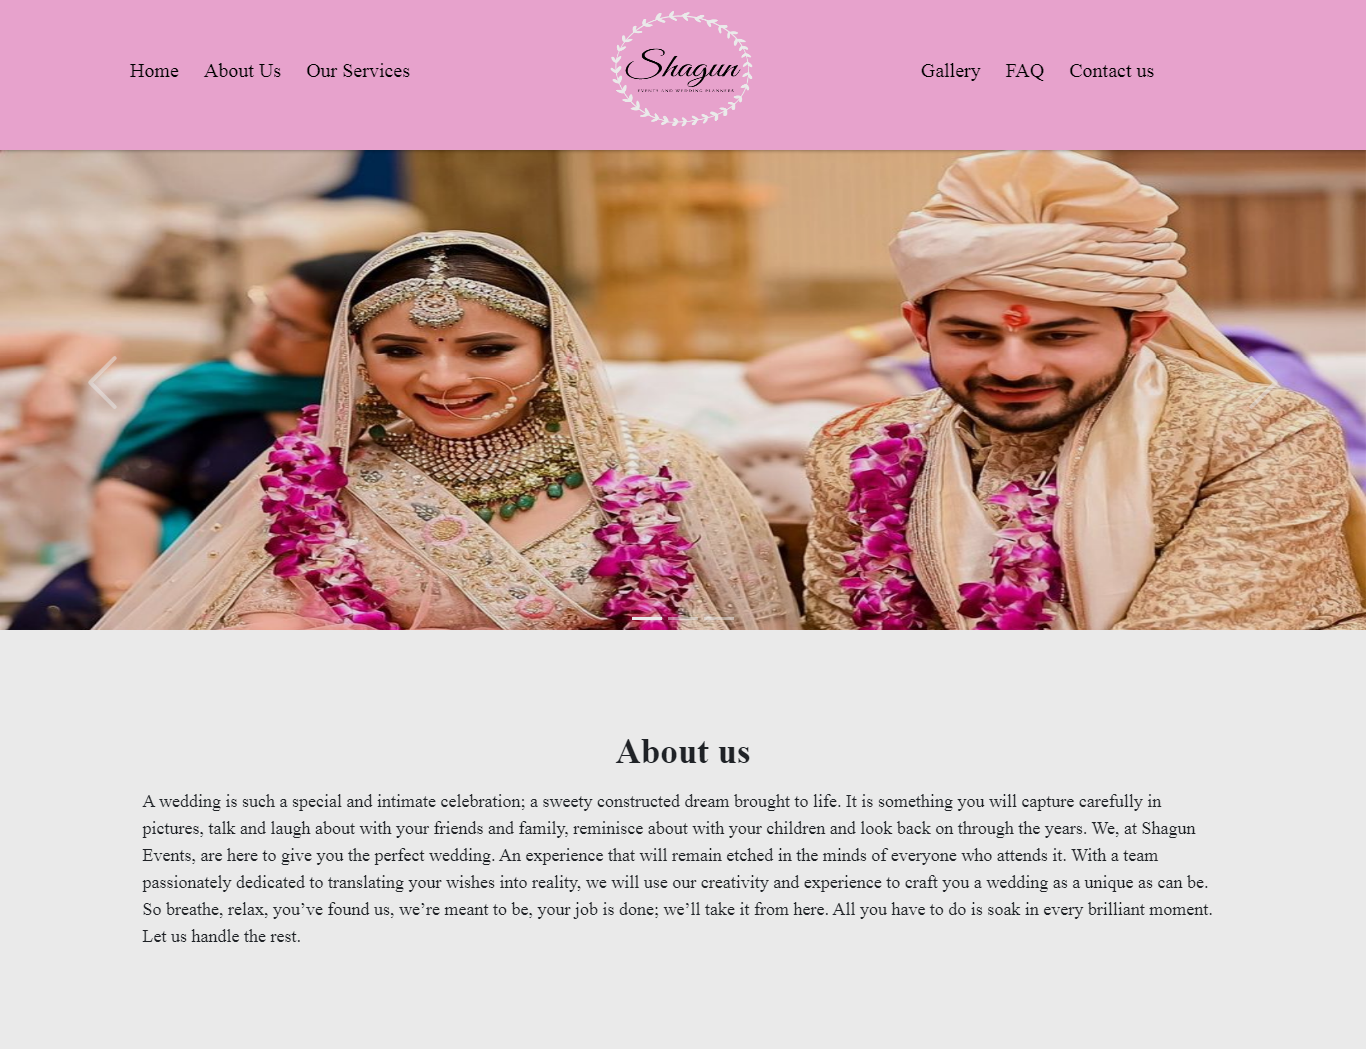 Home About Us Our Services
Shagun
EVENTS AND WEDDING PLANNERS
Gallery FAQ Contact us
About us
A wedding is such a special and intimate celebration; a sweety constructed dream brought to life. It is something you will capture carefully in
pictures, talk and laugh about with your friends and family, reminisce about with your children and look back on through the years. We, at Shagun
Events, are here to give you the perfect wedding. An experience that will remain etched in the minds of everyone who attends it. With a team
passionately dedicated to translating your wishes into reality, we will use our creativity and experience to craft you a wedding as a unique as can be.
So breathe, relax, you’ve found us, we’re meant to be, your job is done; we’ll take it from here. All you have to do is soak in every brilliant moment.
Let us handle the rest.